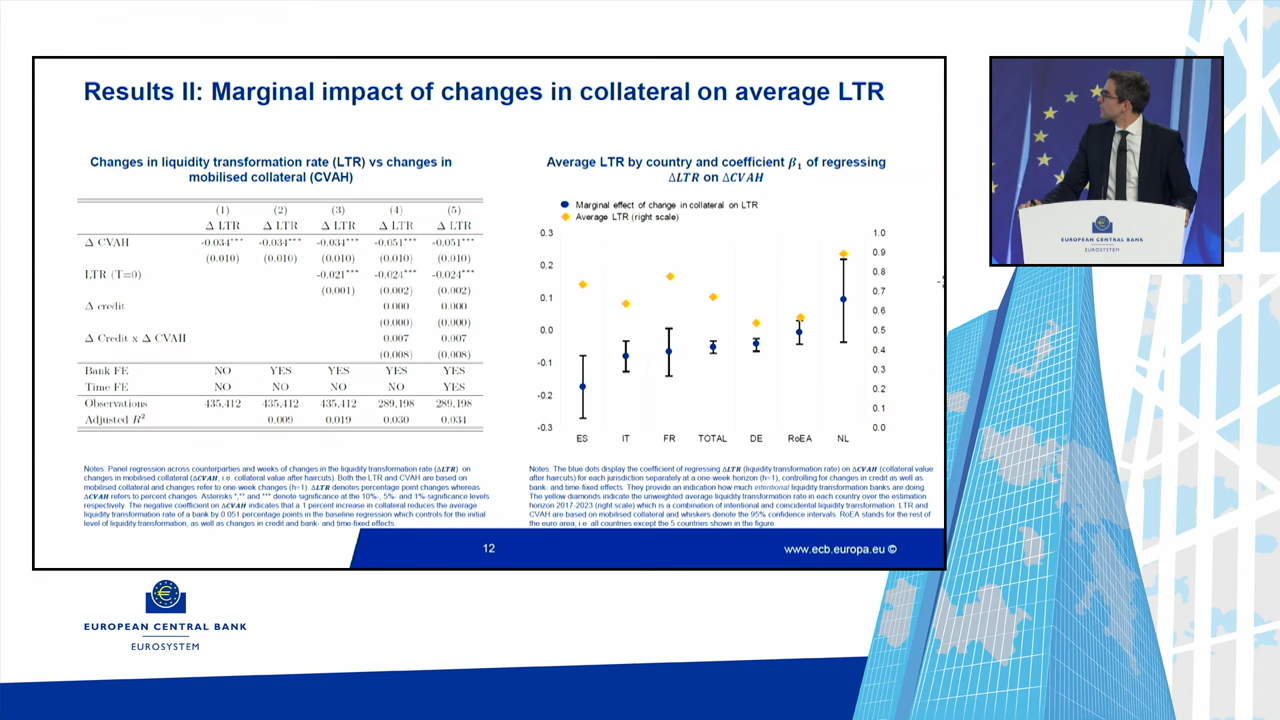 Results II: Marginal impact of changes in collateral on average LTR
Changes in liquidity transformation rate (LTR) vs changes in
mobilised collateral (CVAH)
(1) (2) (3) (4) (5)
Δ LTR Δ LTR Δ LTR Δ LTR Δ LTR
Δ CVAH -0.034*** -0.034*** -0.034*** -0.051*** -0.051***
(0.010) (0.010) (0.010) (0.010) (0.010)
LTR (T=0) -0.021*** -0.024*** -0.024***
(0.001) (0.002) (0.002)
Δ credit 0.000 0.000
(0.000) (0.000)
Δ Credit x Δ CVAH 0.007 0.007
(0.008) (0.008)
Bank FE NO YES YES YES YES
Time FE NO NO NO NO YES
Observations 435,412 435,412 435,412 289,198 289,198
Adjusted R² 0.009 0.019 0.030 0.034
Notes. Panel regression across counterparties and weeks of changes in the liquidity transformation rate (ΔLTR) on
changes in mobilised collateral (ΔCVAH, i.e. collateral value after haircuts). Both the LTR and CVAH are based on
mobilised collateral and changes refer to one-week changes (h=1). ΔLTR denotes percentage point changes whereas
ΔCVAH refers to percent changes. Asterisks *,** and *** denote significance at the 10%-, 5%- and 1%-significance levels
respectively. The negative coefficient on ΔCVAH indicates that a 1 percent increase in collateral reduces the average
liquidity transformation rate of a bank by 0.051 percentage points in the baseline regression which controls for the initial
level of liquidity transformation, as well as changes in credit and bank- and time-fixed effects.
Average LTR by country and coefficient β₁ of regressing
ΔLTR on ΔCVAH
Marginal effect of change in collateral on LTR
Average LTR (right scale)
0.3
0.2
0.1
0.0
-0.1
-0.2
-0.3
1.0
0.9
0.8
0.7
0.6
0.5
0.4
0.3
0.2
0.1
0.0
ES IT FR TOTAL DE RoEA NL
Notes. The blue dots display the coefficient of regressing ΔLTR (liquidity transformation rate) on ΔCVAH (collateral value
after haircuts) for each jurisdiction separately at a one-week horizon (h=1), controlling for changes in credit as well as
bank- and time-fixed effects. They provide an indication how much intentional liquidity transformation banks are doing.
The yellow diamonds indicate the unweighted average liquidity transformation rate in each country over the estimation
horizon 2017-2023 (right scale) which is a combination of intentional and coincidental liquidity transformation. LTR and
CVAH are based on mobilised collateral and whiskers denote the 95% confidence intervals. RoEA stands for the rest of
the euro area, i.e. all countries except the 5 countries shown in the figure.
12
www.ecb.europa.eu ©
EUROPEAN CENTRAL BANK
EUROSYSTEM
EUROPEAN CENTRAL BANK
EUROSYSTEM